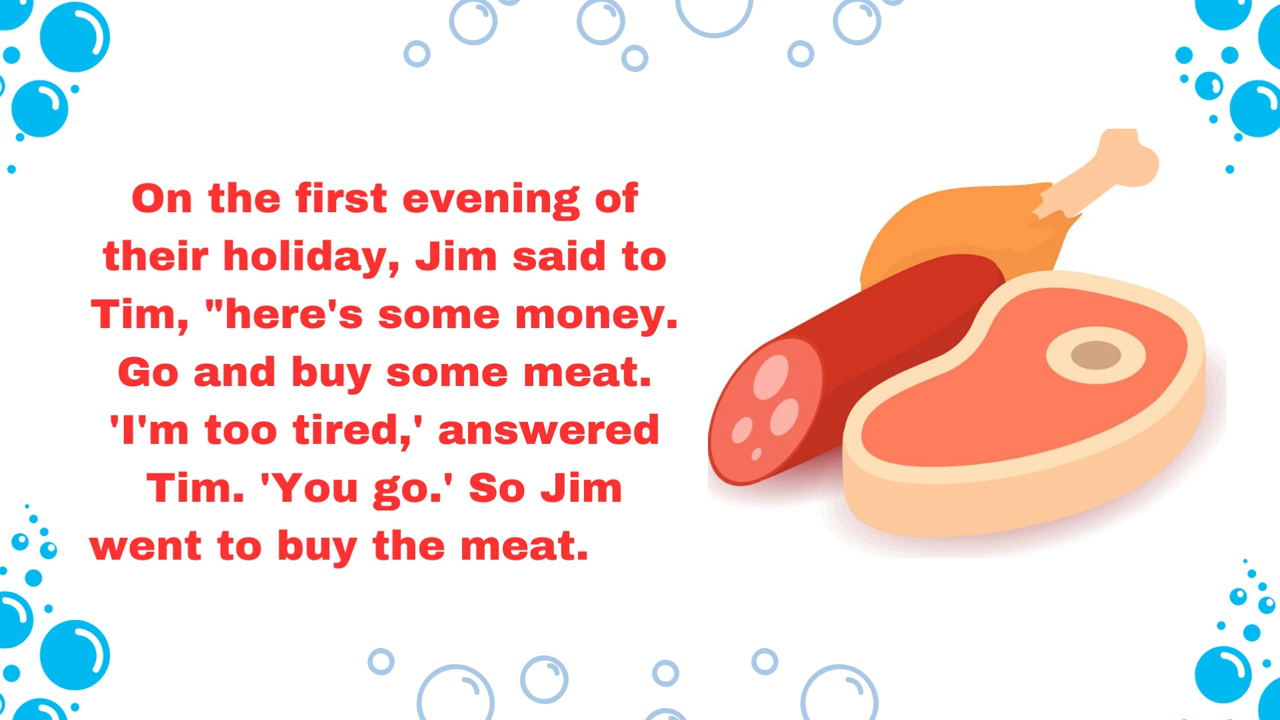 On the first evening of
their holiday, Jim said to
Tim, "here's some money.
Go and buy some meat.
'I'm too tired,' answered
Tim. 'You go.' So Jim
went to buy the meat.